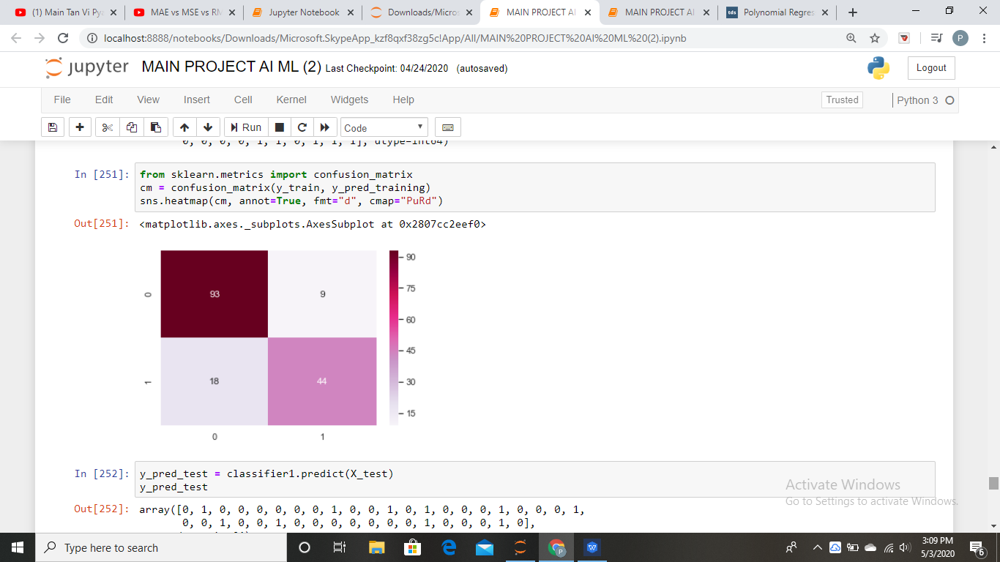 (1) Main Tan Vi Pya
MAE vs MSE vs RM
Jupyter Notebook
Downloads/Micros
MAIN PROJECT AI
MAIN PROJECT AI
tds Polynomial Regres
localhost:8888/notebooks/Downloads/Microsoft.SkypeApp_kzf8qxf38zg5c!App/All/MAIN%20PROJECT%20AI%20ML%20(2).ipynb
P
jupyter MAIN PROJECT AI ML (2) Last Checkpoint: 04/24/2020 (autosaved)
Logout
File Edit View Insert Cell Kernel Widgets Help
Trusted
Python 3
Run
Code
0, 0, 0, 0, 1, 1, 0, 1, 1, 1], dtype=int64)
In [251]: from sklearn.metrics import confusion_matrix
cm = confusion_matrix(y_train, y_pred_training)
sns.heatmap(cm, annot=True, fmt="d", cmap="PuRd")
Out[251]: <matplotlib.axes._subplots.AxesSubplot at 0x2807cc2eef0>
90
0 93 9
75
60
45
1 18 44
30
15
0 1
In [252]: y_pred_test = classifier1.predict(X_test)
y_pred_test
Activate Windows
Go to Settings to activate Windows.
Out[252]: array([0, 1, 0, 0, 0, 0, 0, 0, 1, 0, 0, 1, 0, 1, 0, 0, 0, 1, 0, 0, 0, 1,
0, 0, 1, 0, 0, 1, 0, 0, 0, 0, 0, 0, 0, 1, 0, 0, 0, 1, 0],
Type here to search
P
W
3:09 PM
5/3/2020
6